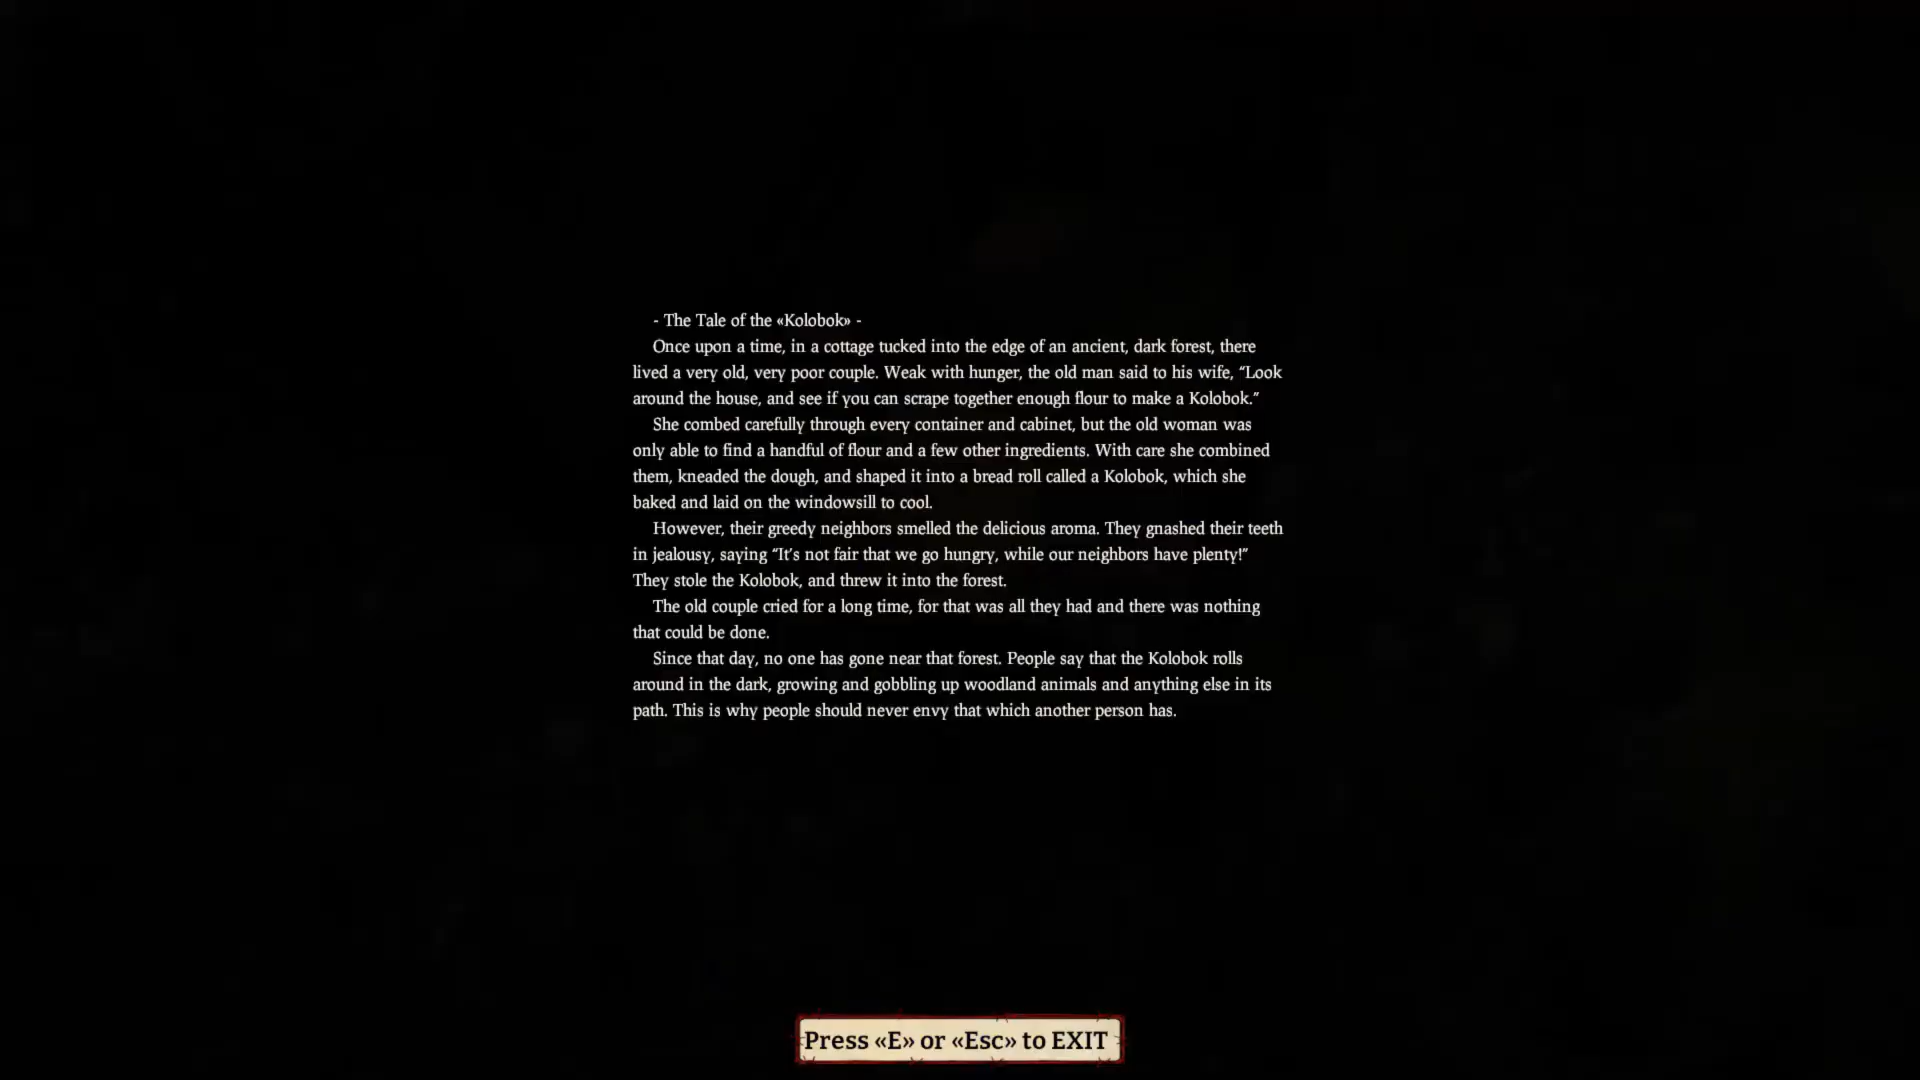 - The Tale of the «Kolobok» -
Once upon a time, in a cottage tucked into the edge of an ancient, dark forest, there
lived a very old, very poor couple. Weak with hunger, the old man said to his wife, “Look
around the house, and see if you can scrape together enough flour to make a Kolobok.”
She combed carefully through every container and cabinet, but the old woman was
only able to find a handful of flour and a few other ingredients. With care she combined
them, kneaded the dough, and shaped it into a bread roll called a Kolobok, which she
baked and laid on the windowsill to cool.
However, their greedy neighbors smelled the delicious aroma. They gnashed their teeth
in jealousy, saying “It’s not fair that we go hungry, while our neighbors have plenty!”
They stole the Kolobok, and threw it into the forest.
The old couple cried for a long time, for that was all they had and there was nothing
that could be done.
Since that day, no one has gone near that forest. People say that the Kolobok rolls
around in the dark, growing and gobbling up woodland animals and anything else in its
path. This is why people should never envy that which another person has.
Press «E» or «Esc» to EXIT